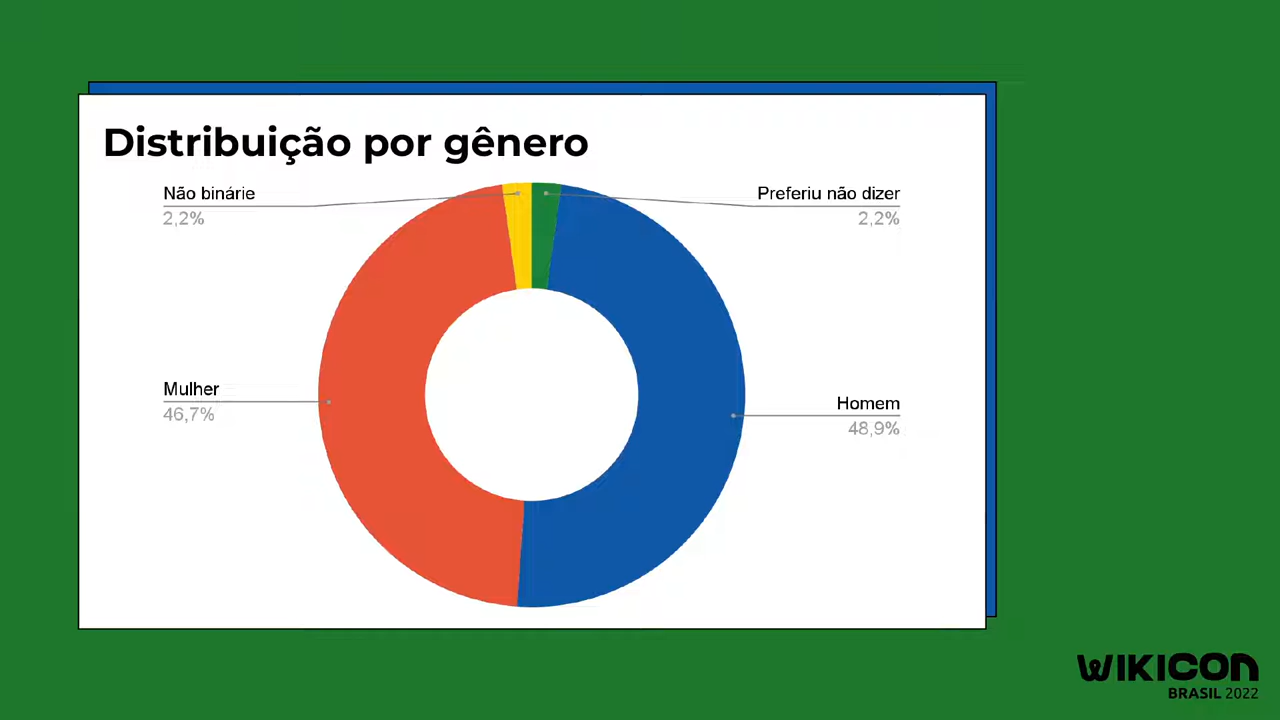 Distribuição por gênero
Não binárie
2,2%
Preferiu não dizer
2,2%
Mulher
46,7%
Homem
48,9%
WIKICON
BRASIL 2022